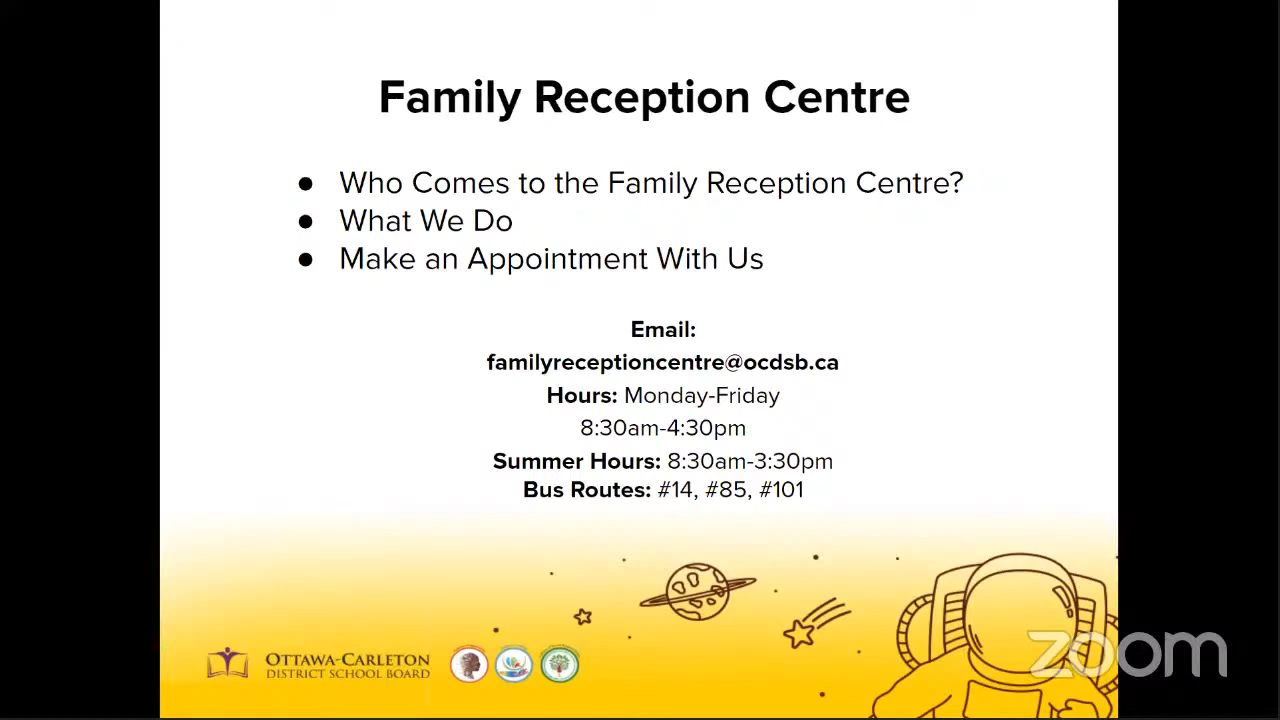 Family Reception Centre
● Who Comes to the Family Reception Centre?
● What We Do
● Make an Appointment With Us
Email:
familyreceptioncentre@ocdsb.ca
Hours: Monday-Friday
8:30am-4:30pm
Summer Hours: 8:30am-3:30pm
Bus Routes: #14, #85, #101
OTTAWA-CARLETON
DISTRICT SCHOOL BOARD
zoom